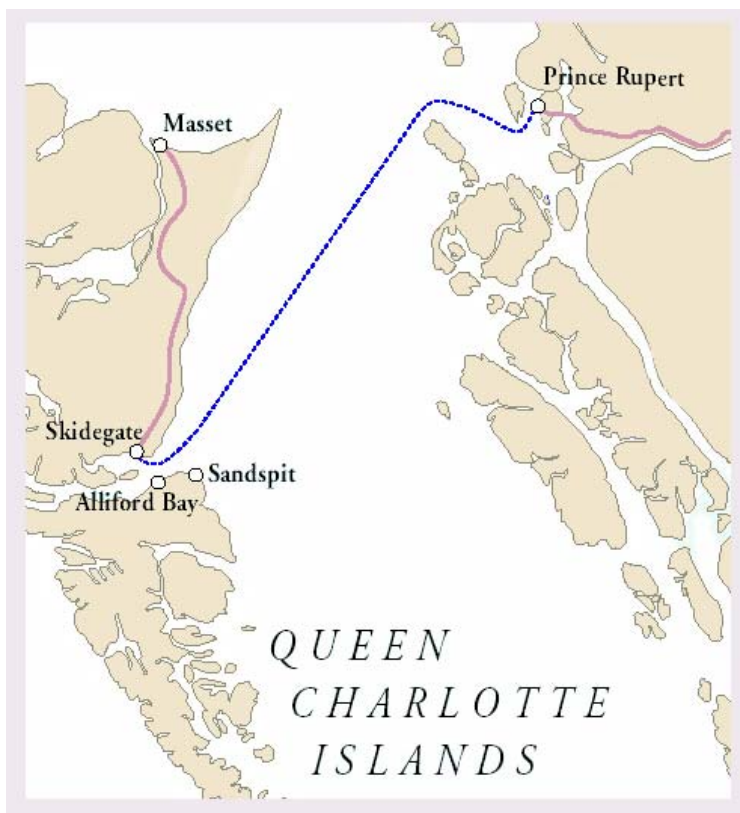 Prince Rupert
Masset
Skidegate
Sandspit
Alliford Bay
QUEEN
CHARLOTTE
ISLANDS